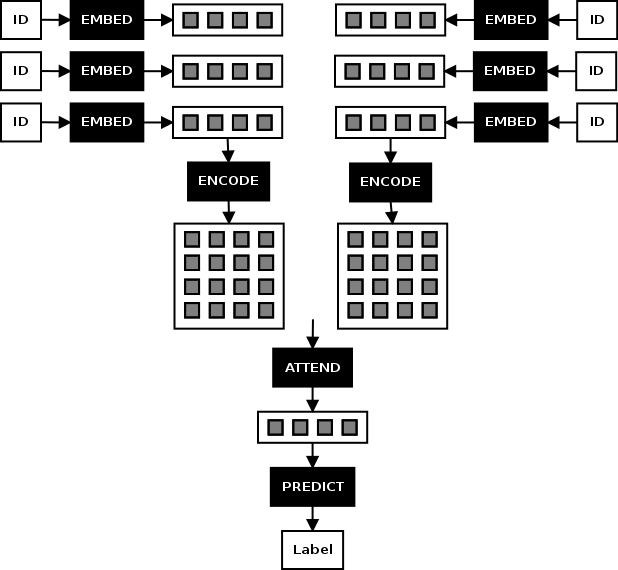 ID EMBED EMBED ID
ID EMBED EMBED ID
ID EMBED EMBED ID
ENCODE ENCODE
ATTEND
PREDICT
Label